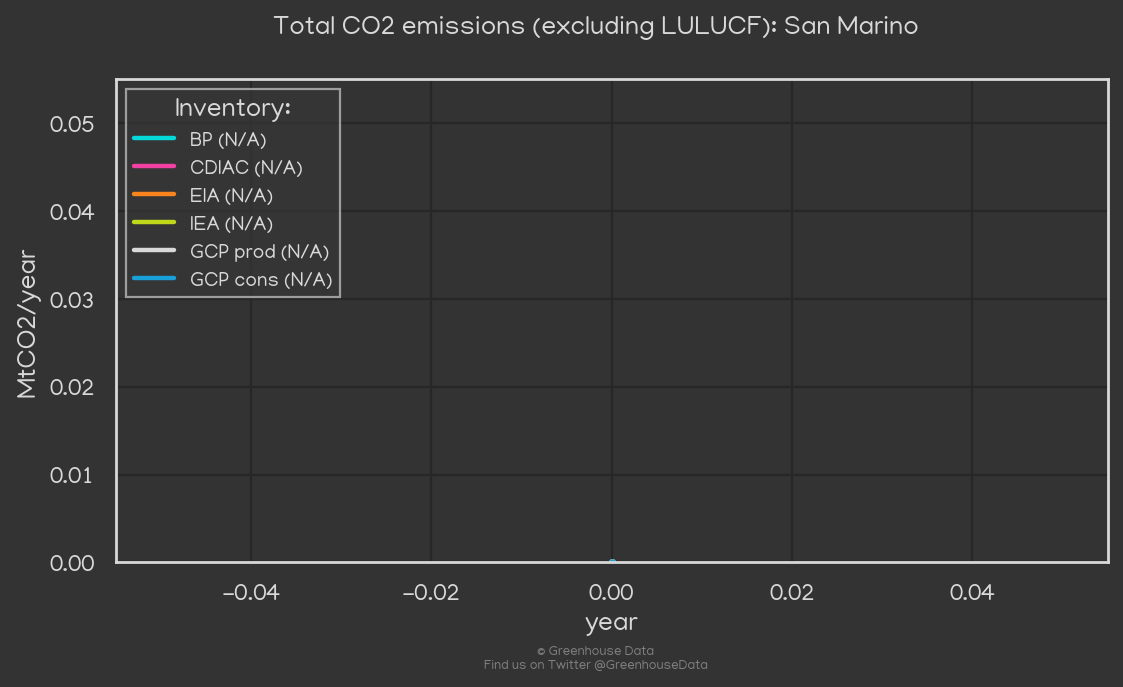 Total CO2 emissions (excluding LULUCF): San Marino
Inventory:
BP (N/A)
CDIAC (N/A)
EIA (N/A)
IEA (N/A)
GCP prod (N/A)
GCP cons (N/A)
MtCO2/year
0.05
0.04
0.03
0.02
0.01
0.00
−0.04
−0.02
0.00
0.02
0.04
year
© Greenhouse Data
Find us on Twitter @GreenhouseData